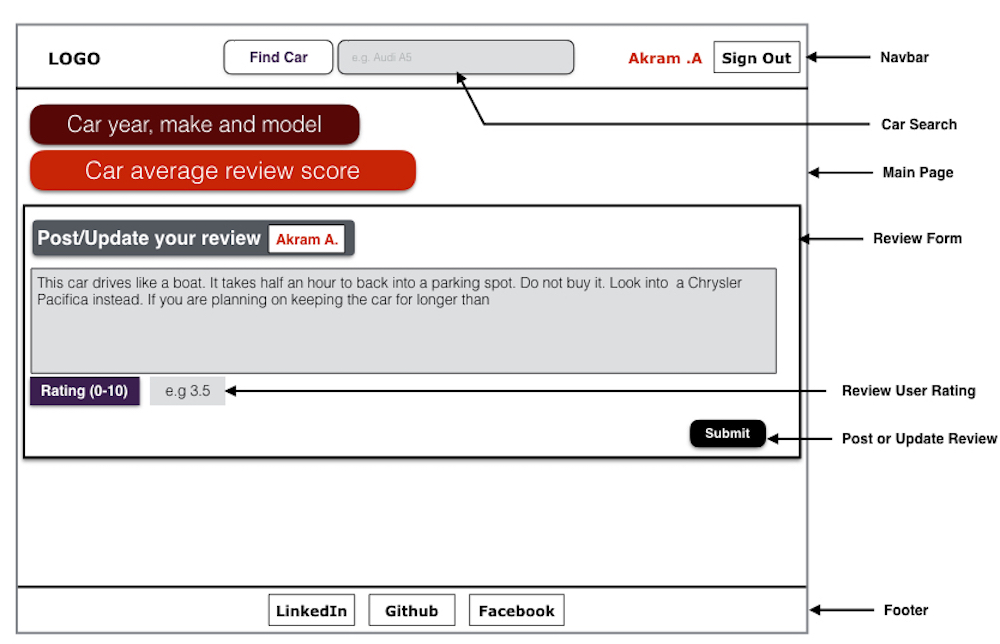 LOGO
Find Car
e.g. Audi A5
Akram .A
Sign Out
Navbar
Car Search
Car year, make and model
Car average review score
Main Page
Post/Update your review
Akram A.
Review Form
This car drives like a boat. It takes half an hour to back into a parking spot. Do not buy it. Look into a Chrysler
Pacifica instead. If you are planning on keeping the car for longer than
Rating (0-10)
e.g 3.5
Review User Rating
Submit
Post or Update Review
LinkedIn
Github
Facebook
Footer